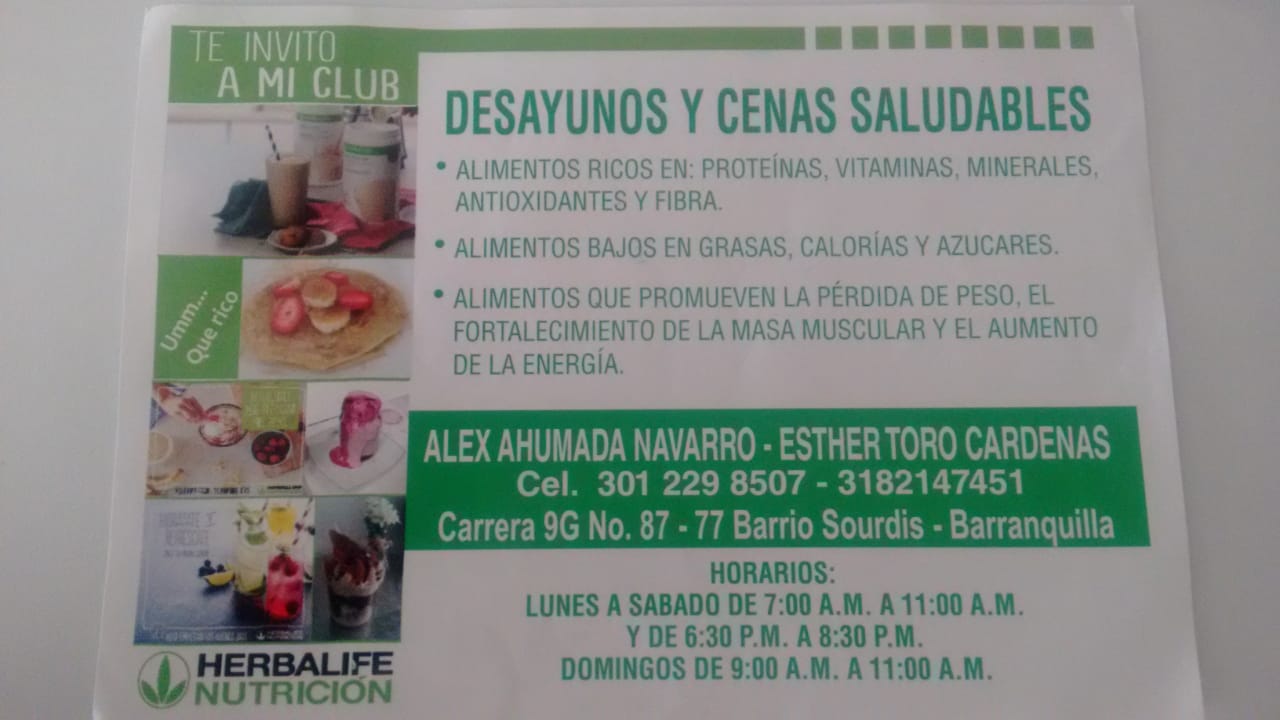 TE INVITO
A MI CLUB
DESAYUNOS Y CENAS SALUDABLES
• ALIMENTOS RICOS EN: PROTEÍNAS, VITAMINAS, MINERALES,
ANTIOXIDANTES Y FIBRA.
• ALIMENTOS BAJOS EN GRASAS, CALORÍAS Y AZUCARES.
• ALIMENTOS QUE PROMUEVEN LA PÉRDIDA DE PESO, EL
FORTALECIMIENTO DE LA MASA MUSCULAR Y EL AUMENTO
DE LA ENERGÍA.
Umm...
Que rico
ALEX AHUMADA NAVARRO - ESTHER TORO CARDENAS
Cel. 301 229 8507 - 3182147451
Carrera 9G No. 87 - 77 Barrio Sourdis - Barranquilla
HORARIOS:
LUNES A SABADO DE 7:00 A.M. A 11:00 A.M.
Y DE 6:30 P.M. A 8:30 P.M.
DOMINGOS DE 9:00 A.M. A 11:00 A.M.
HIDRÁTATE Y
REFRÉSCATE
HERBALIFE
NUTRICIÓN